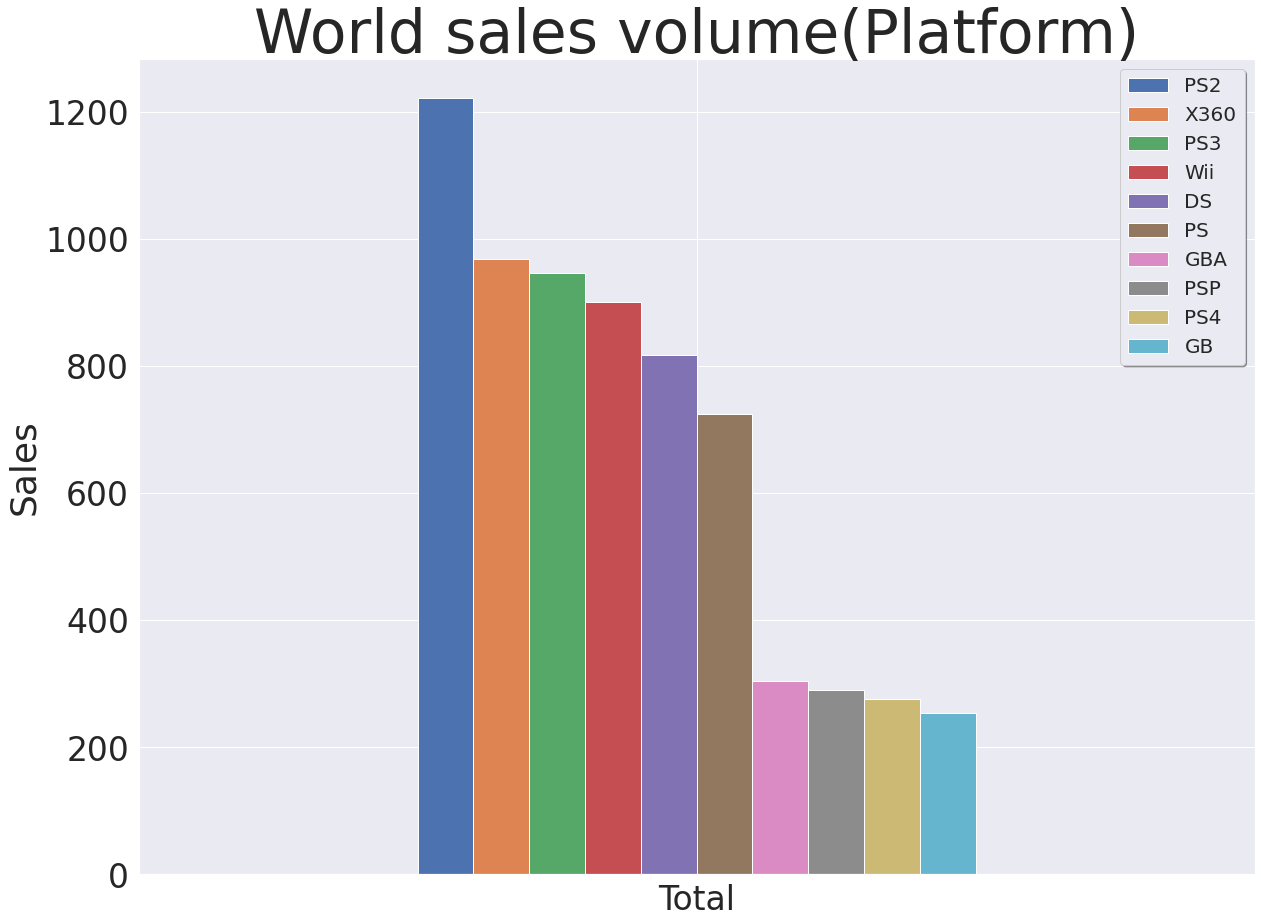 World sales volume(Platform)
Sales
1200
1000
800
600
400
200
0
Total
PS2
X360
PS3
Wii
DS
PS
GBA
PSP
PS4
GB